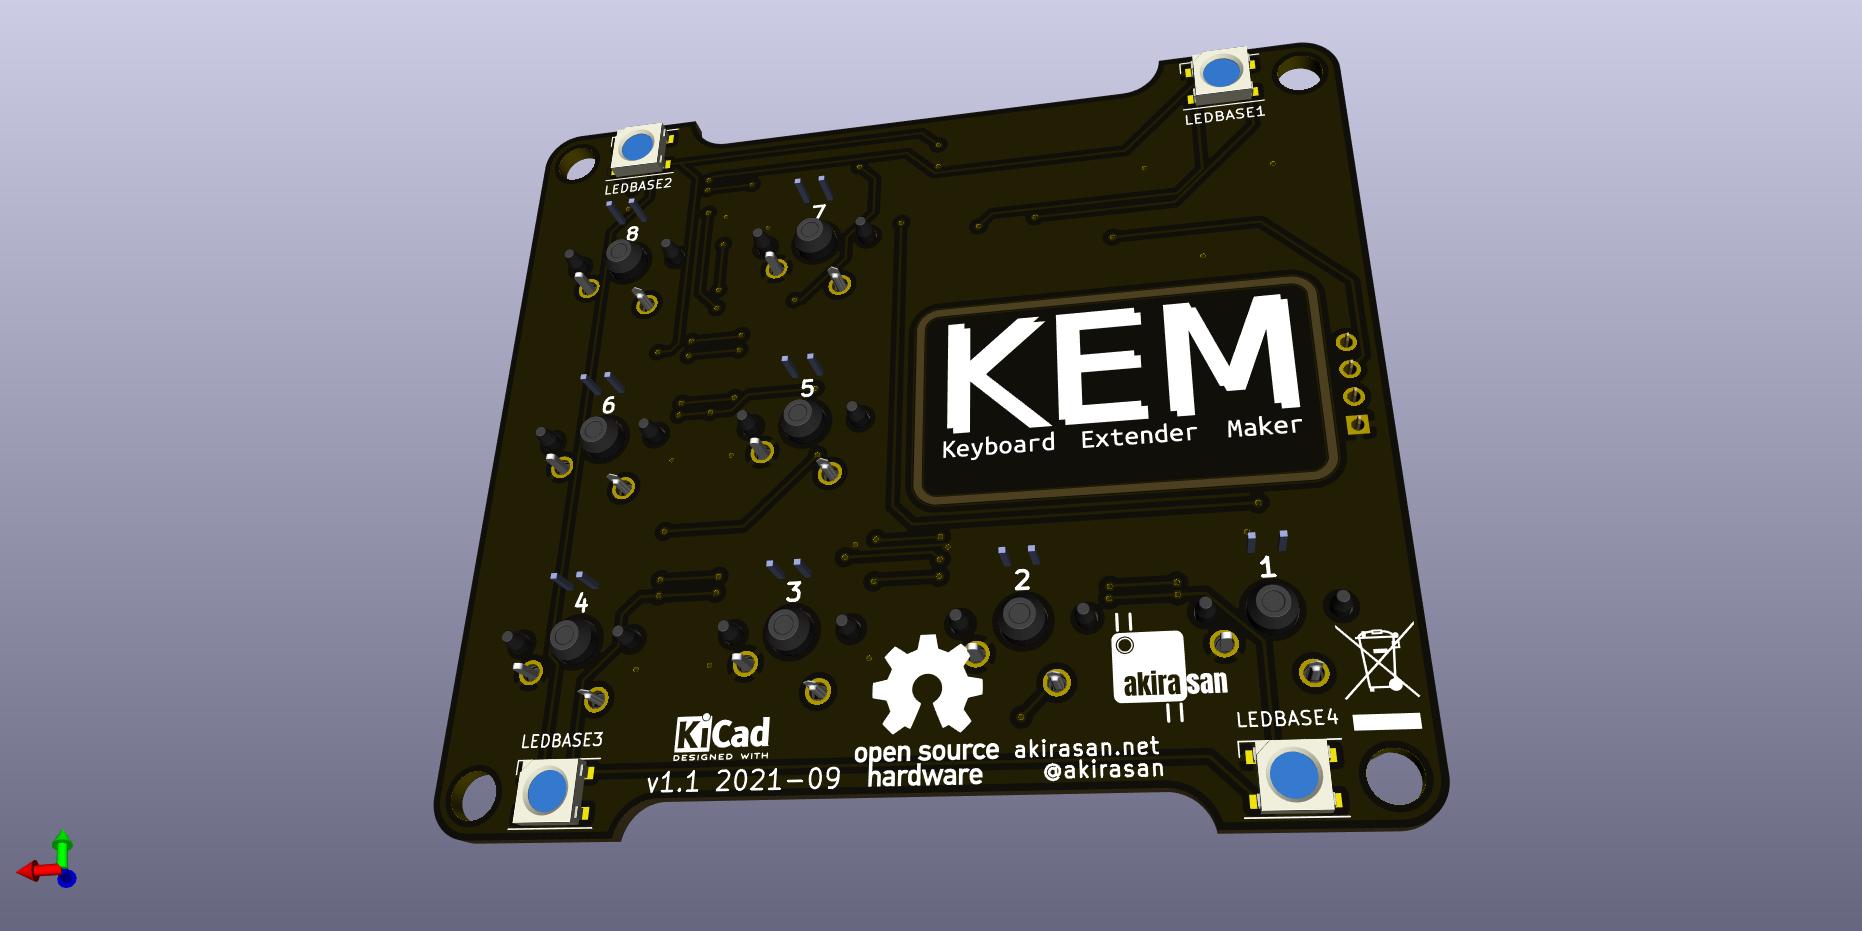 LEDBASE1
LEDBASE2
7
8
KEM
Keyboard Extender Maker
5
6
1
2
3
4
akirasan
LEDBASE4
LEDBASE3
KiCad
DESIGNED WITH
v1.1 2021-09
open source
hardware
akirasan.net
@akirasan